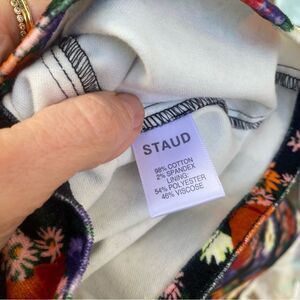 STAUD
98% COTTON
2% SPANDEX
LINING:
54% POLYESTER
46% VISCOSE